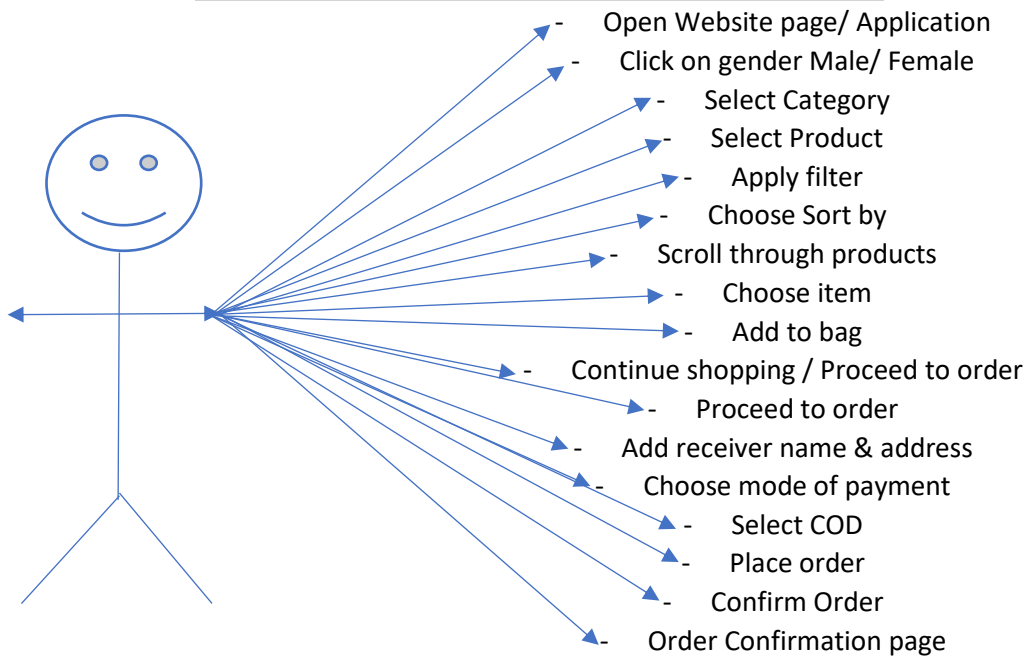 - Open Website page/ Application
- Click on gender Male/ Female
- Select Category
- Select Product
- Apply filter
- Choose Sort by
- Scroll through products
- Choose item
- Add to bag
- Continue shopping / Proceed to order
- Proceed to order
- Add receiver name & address
- Choose mode of payment
- Select COD
- Place order
- Confirm Order
- Order Confirmation page